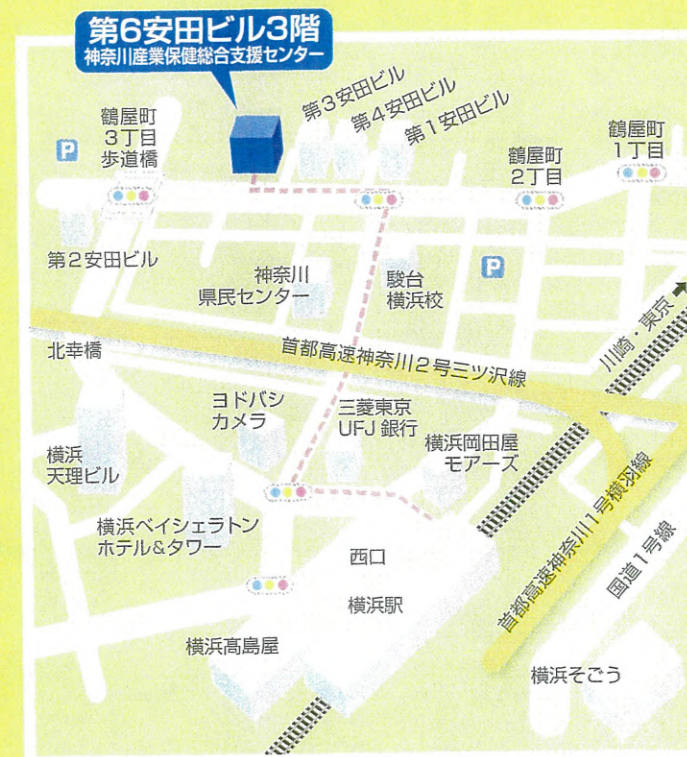 第6安田ビル3階
神奈川産業保健総合支援センター
第3安田ビル
第4安田ビル
第1安田ビル
鶴屋町
3丁目
歩道橋
P
鶴屋町
2丁目
鶴屋町
1丁目
第2安田ビル
神奈川
県民センター
駿台
横浜校
P
川崎・東京
北幸橋
首都高速神奈川2号三ツ沢線
ヨドバシ
カメラ
三菱東京
UFJ銀行
横浜岡田屋
モアーズ
横浜
天理ビル
横浜ベイシェラトン
ホテル&タワー
西口
横浜駅
首都高速神奈川1号横羽線
国道1号線
横浜髙島屋
横浜そごう